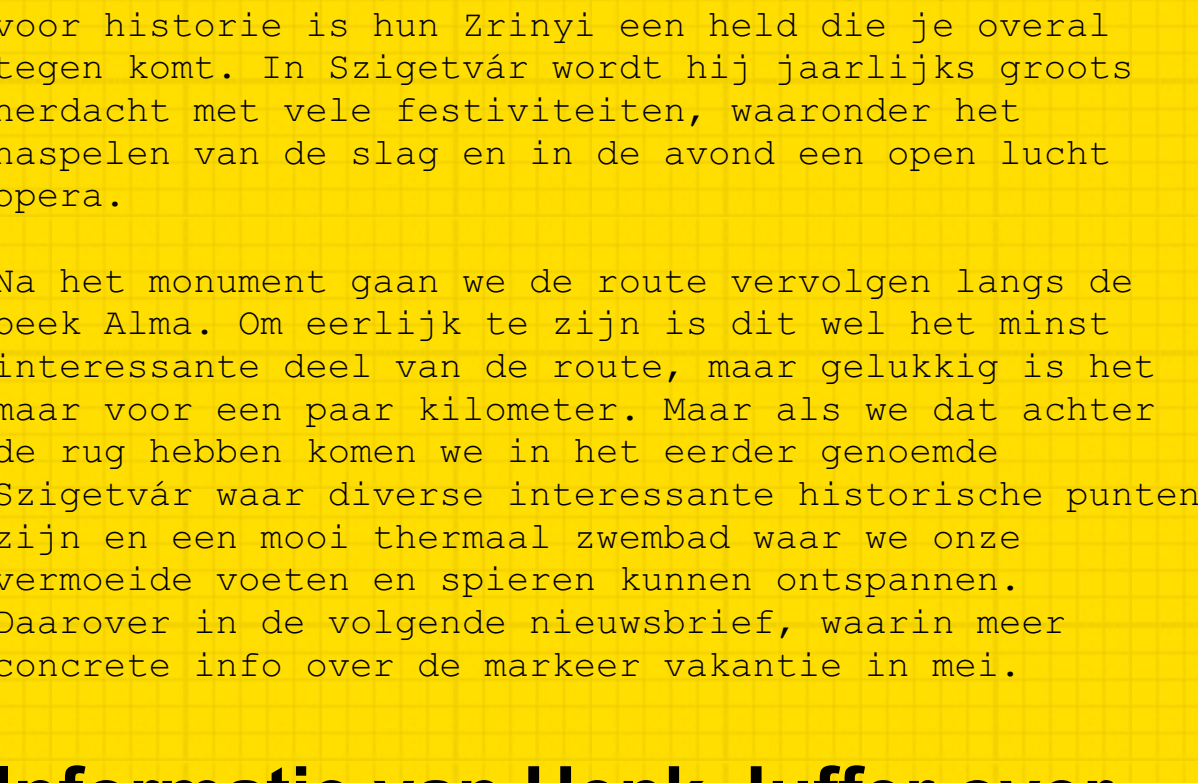 voor historie is hun Zrinyi een held die je overal
tegen komt. In Szigetvár wordt hij jaarlijks groots
herdacht met vele festiviteiten, waaronder het
naspelen van de slag en in de avond een open lucht
opera.
Na het monument gaan we de route vervolgen langs de
beek Alma. Om eerlijk te zijn is dit wel het minst
interessante deel van de route, maar gelukkig is het
maar voor een paar kilometer. Maar als we dat achter
de rug hebben komen we in het eerder genoemde
Szigetvár waar diverse interessante historische punten
zijn en een mooi thermaal zwembad waar we onze
vermoeide voeten en spieren kunnen ontspannen.
Daarover in de volgende nieuwsbrief, waarin meer
concrete info over de markeer vakantie in mei.
Informatie van Henk Juffer over